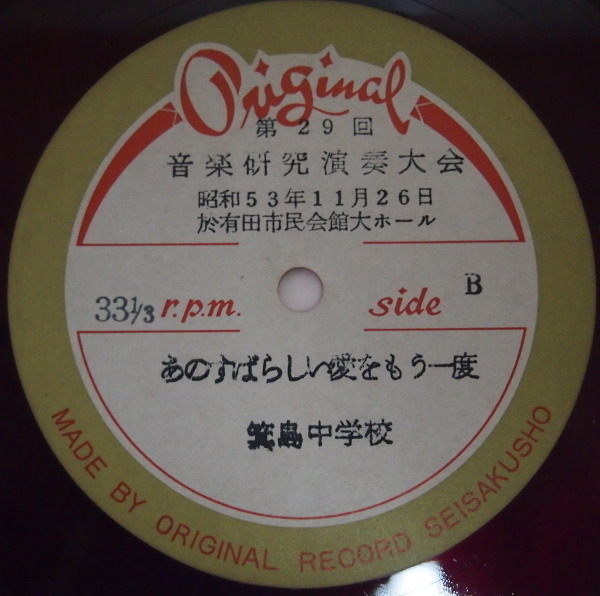 Original
第29回
音楽研究演奏大会
昭和53年11月26日
於有田市民会館大ホール
33⅓ r.p.m. side B
あのすばらしい愛をもう一度
箕島中学校
MADE BY ORIGINAL RECORD SEISAKUSHO